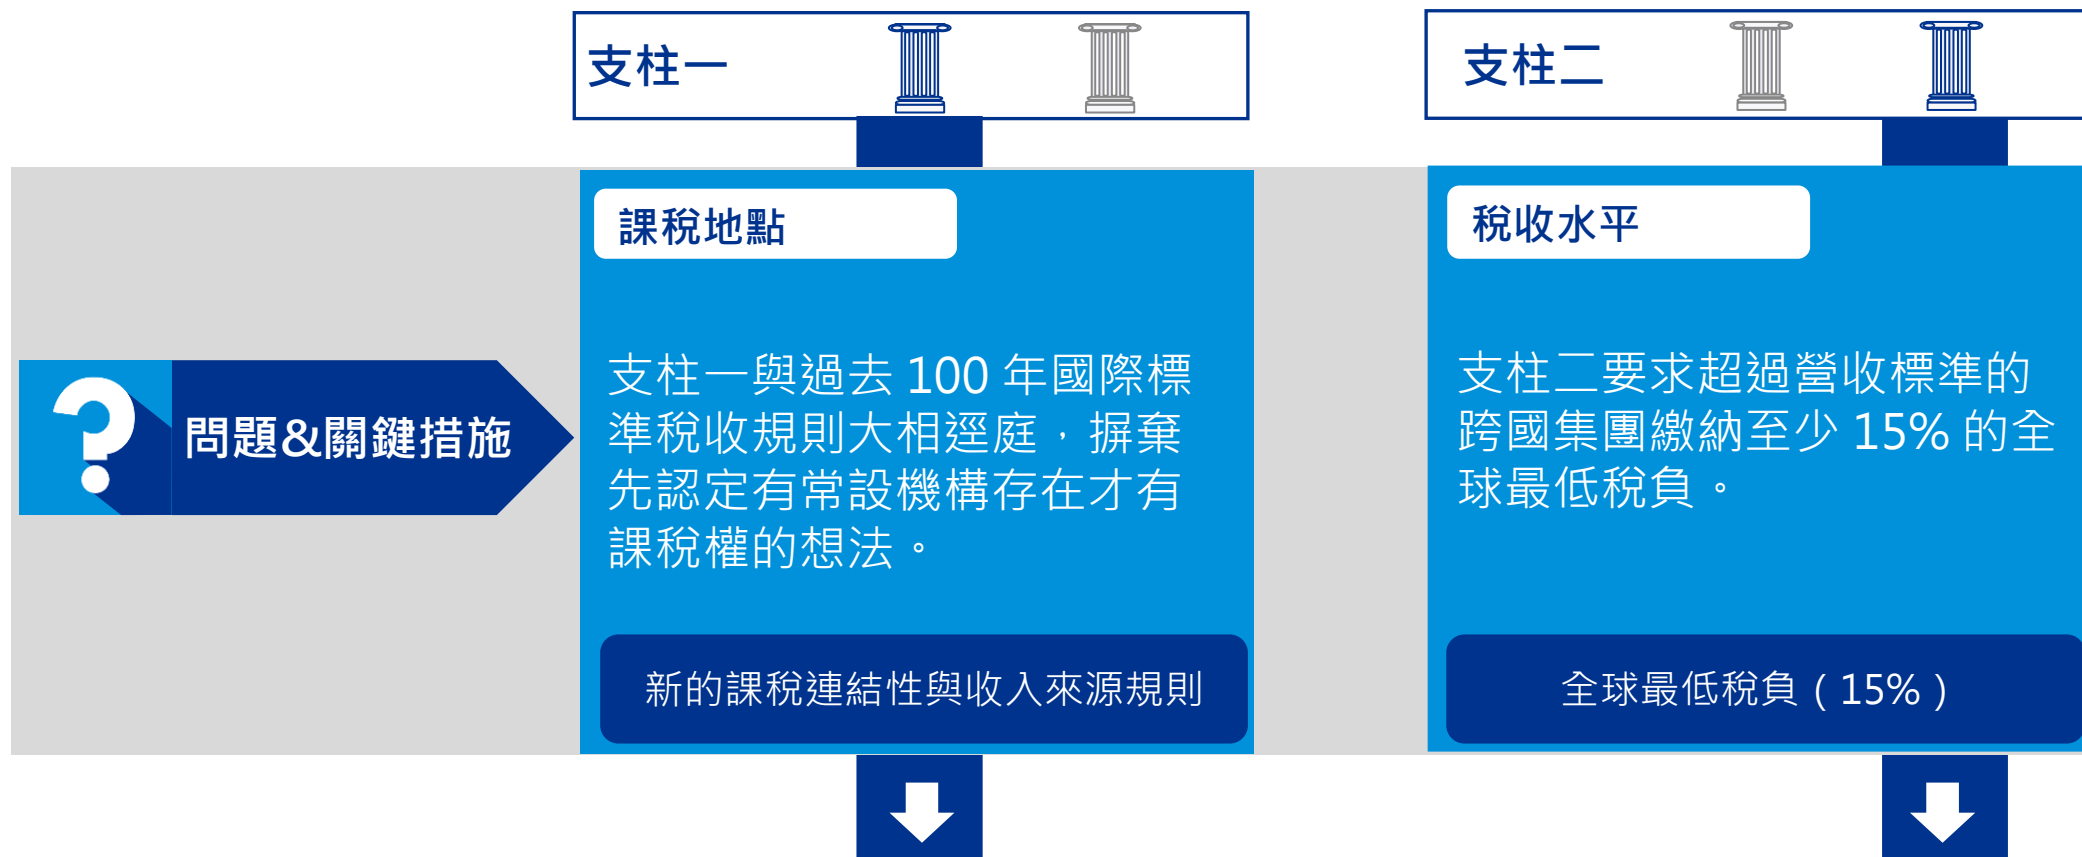 支柱一
支柱二
課稅地點
稅收水平
問題&關鍵措施
支柱一與過去 100 年國際標
準稅收規則大相逕庭，摒棄
先認定有常設機構存在才有
課稅權的想法。
支柱二要求超過營收標準的
跨國集團繳納至少 15% 的全
球最低稅負。
新的課稅連結性與收入來源規則
全球最低稅負（15%）